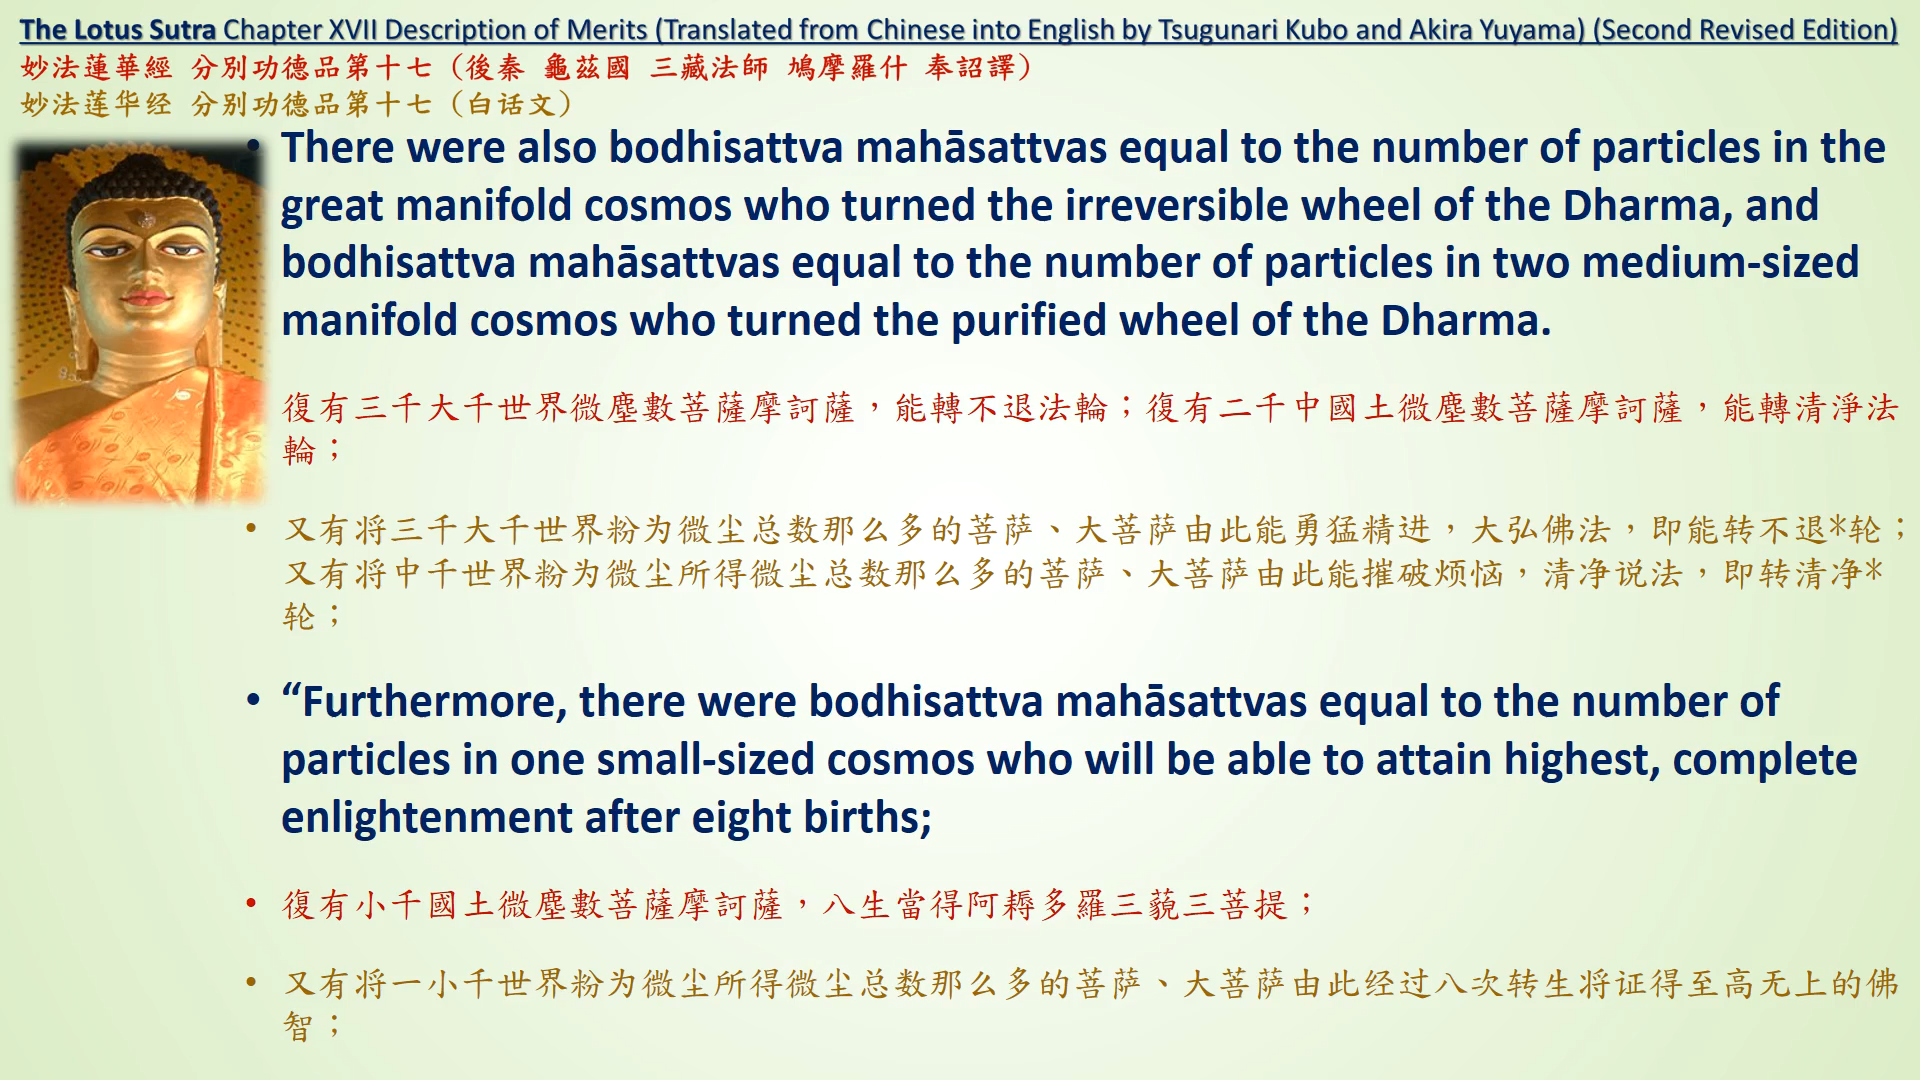 The Lotus Sutra Chapter XVII Description of Merits (Translated from Chinese into English by Tsugunari Kubo and Akira Yuyama) (Second Revised Edition)
妙法蓮華經 分別功德品第十七（後秦 龜茲國 三藏法師 鳩摩羅什 奉詔譯）
妙法莲华经 分别功德品第十七（白话文）
• There were also bodhisattva mahāsattvas equal to the number of particles in the
great manifold cosmos who turned the irreversible wheel of the Dharma, and
bodhisattva mahāsattvas equal to the number of particles in two medium-sized
manifold cosmos who turned the purified wheel of the Dharma.
復有三千大千世界微塵數菩薩摩訶薩，能轉不退法輪；復有二千中國土微塵數菩薩摩訶薩，能轉清淨法
輪；
• 又有将三千大千世界粉为微尘总数那么多的菩萨、大菩萨由此能勇猛精进，大弘佛法，即能转不退*轮；
又有将中千世界粉为微尘所得微尘总数那么多的菩萨、大菩萨由此能摧破烦恼，清净说法，即转清净*
轮；
• “Furthermore, there were bodhisattva mahāsattvas equal to the number of
particles in one small-sized cosmos who will be able to attain highest, complete
enlightenment after eight births;
• 復有小千國土微塵數菩薩摩訶薩，八生當得阿耨多羅三藐三菩提；
• 又有将一小千世界粉为微尘所得微尘总数那么多的菩萨、大菩萨由此经过八次转生将证得至高无上的佛
智；